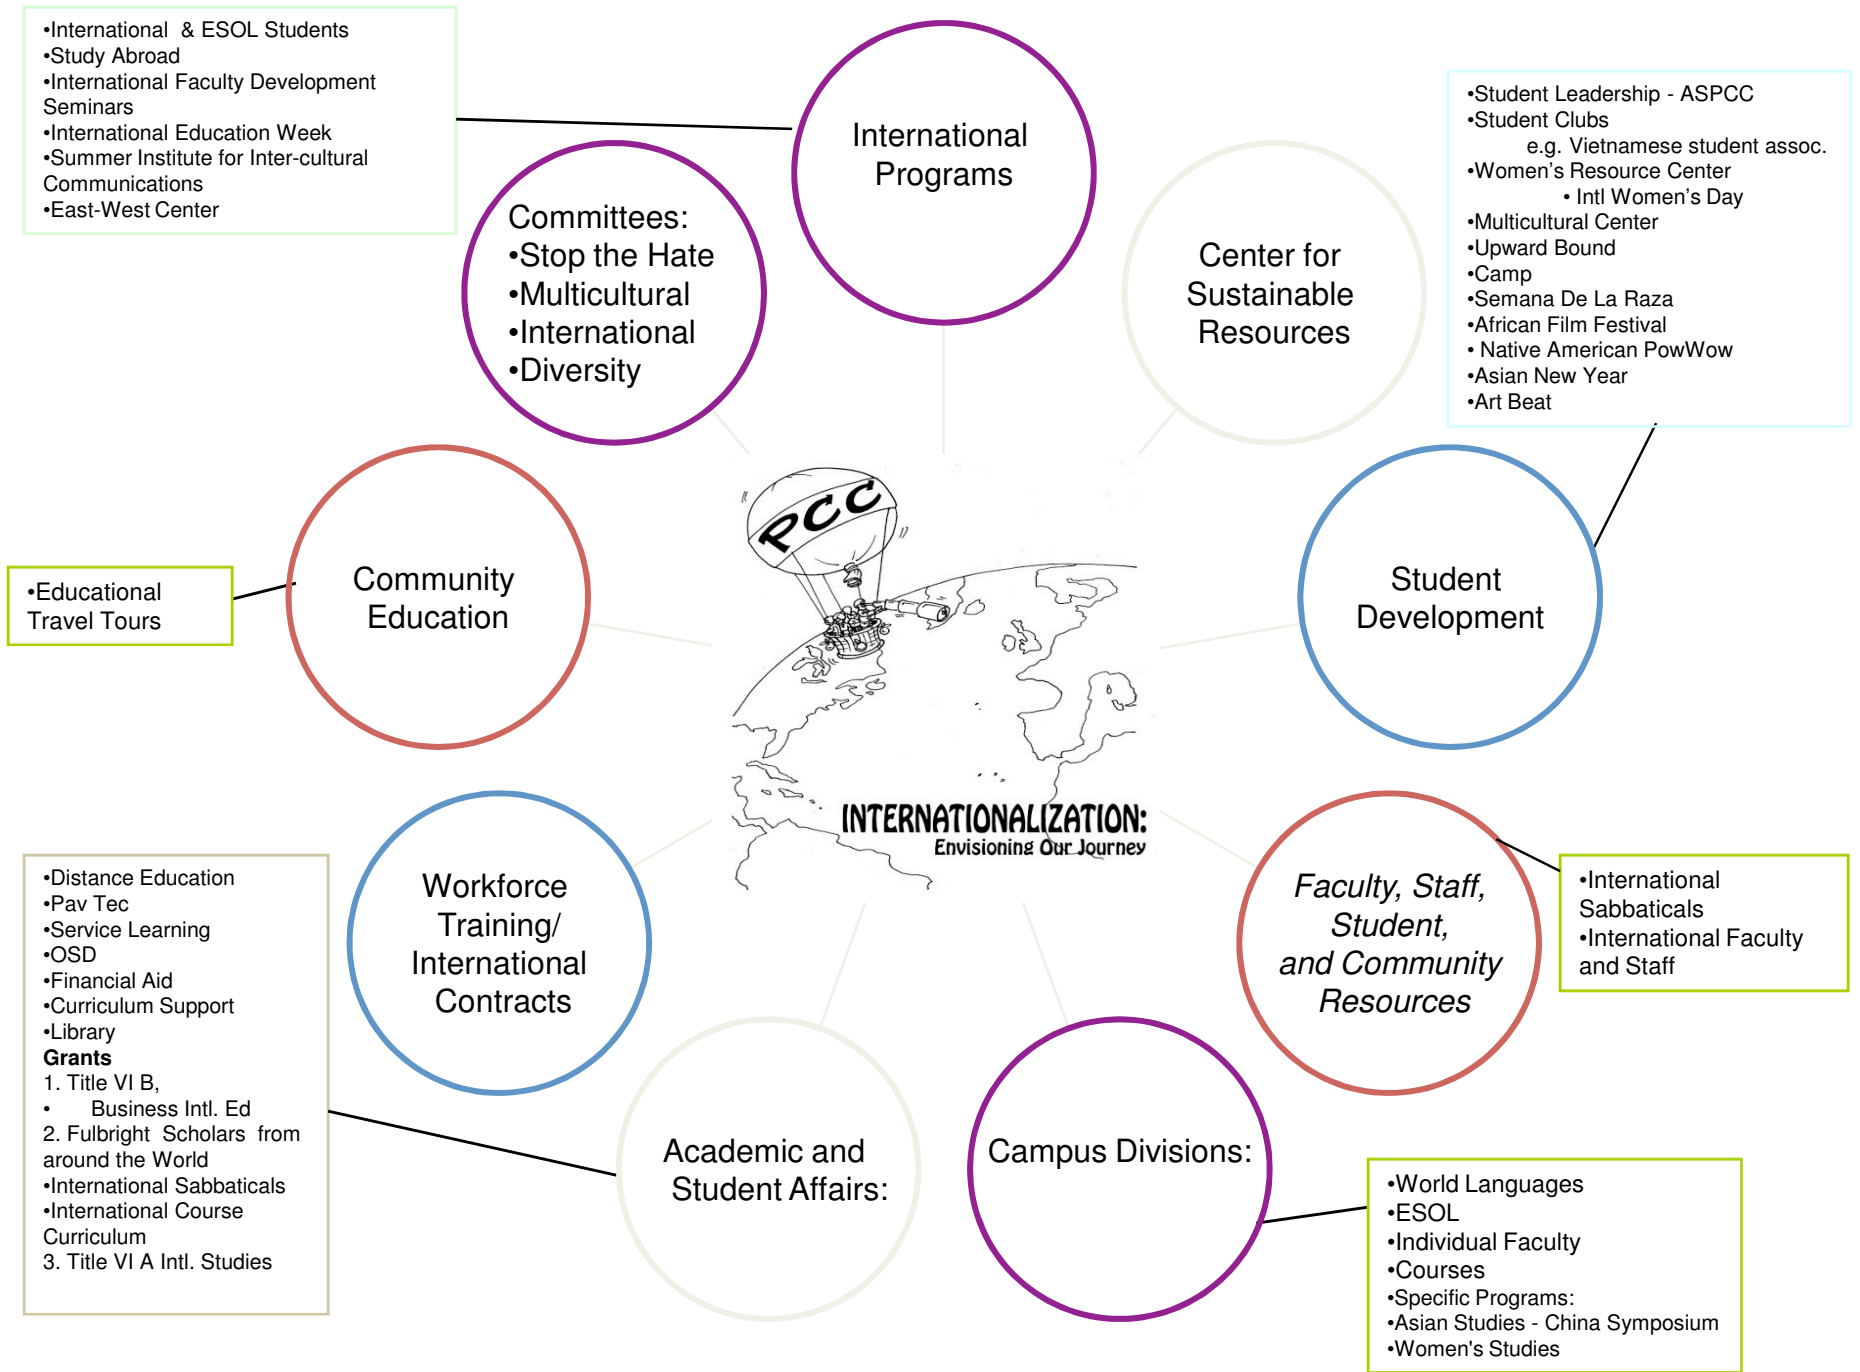 •International  & ESOL Students
•Study Abroad
•International Faculty Development
Seminars
•International Education Week
•Summer Institute for Inter-cultural
Communications
•East-West Center
International
Programs
Committees:
•Stop the Hate
•Multicultural
•International
•Diversity
Center for
Sustainable
Resources
•Student Leadership - ASPCC
•Student Clubs
e.g. Vietnamese student assoc.
•Women's Resource Center
• Intl Women's Day
•Multicultural Center
•Upward Bound
•Camp
•Semana De La Raza
•African Film Festival
• Native American PowWow
•Asian New Year
•Art Beat
•Educational
Travel Tours
Community
Education
PCC
Student
Development
INTERNATIONALIZATION:
Envisioning Our Journey
•Distance Education
•Pav Tec
•Service Learning
•OSD
•Financial Aid
•Curriculum Support
•Library
Grants
1. Title VI B,
• Business Intl. Ed
2. Fulbright  Scholars  from
around the World
•International Sabbaticals
•International Course
Curriculum
3. Title VI A Intl. Studies
Workforce
Training/
International
Contracts
Faculty, Staff,
Student,
and Community
Resources
•International
Sabbaticals
•International Faculty
and Staff
Academic and
Student Affairs:
Campus Divisions:
•World Languages
•ESOL
•Individual Faculty
•Courses
•Specific Programs:
•Asian Studies - China Symposium
•Women's Studies